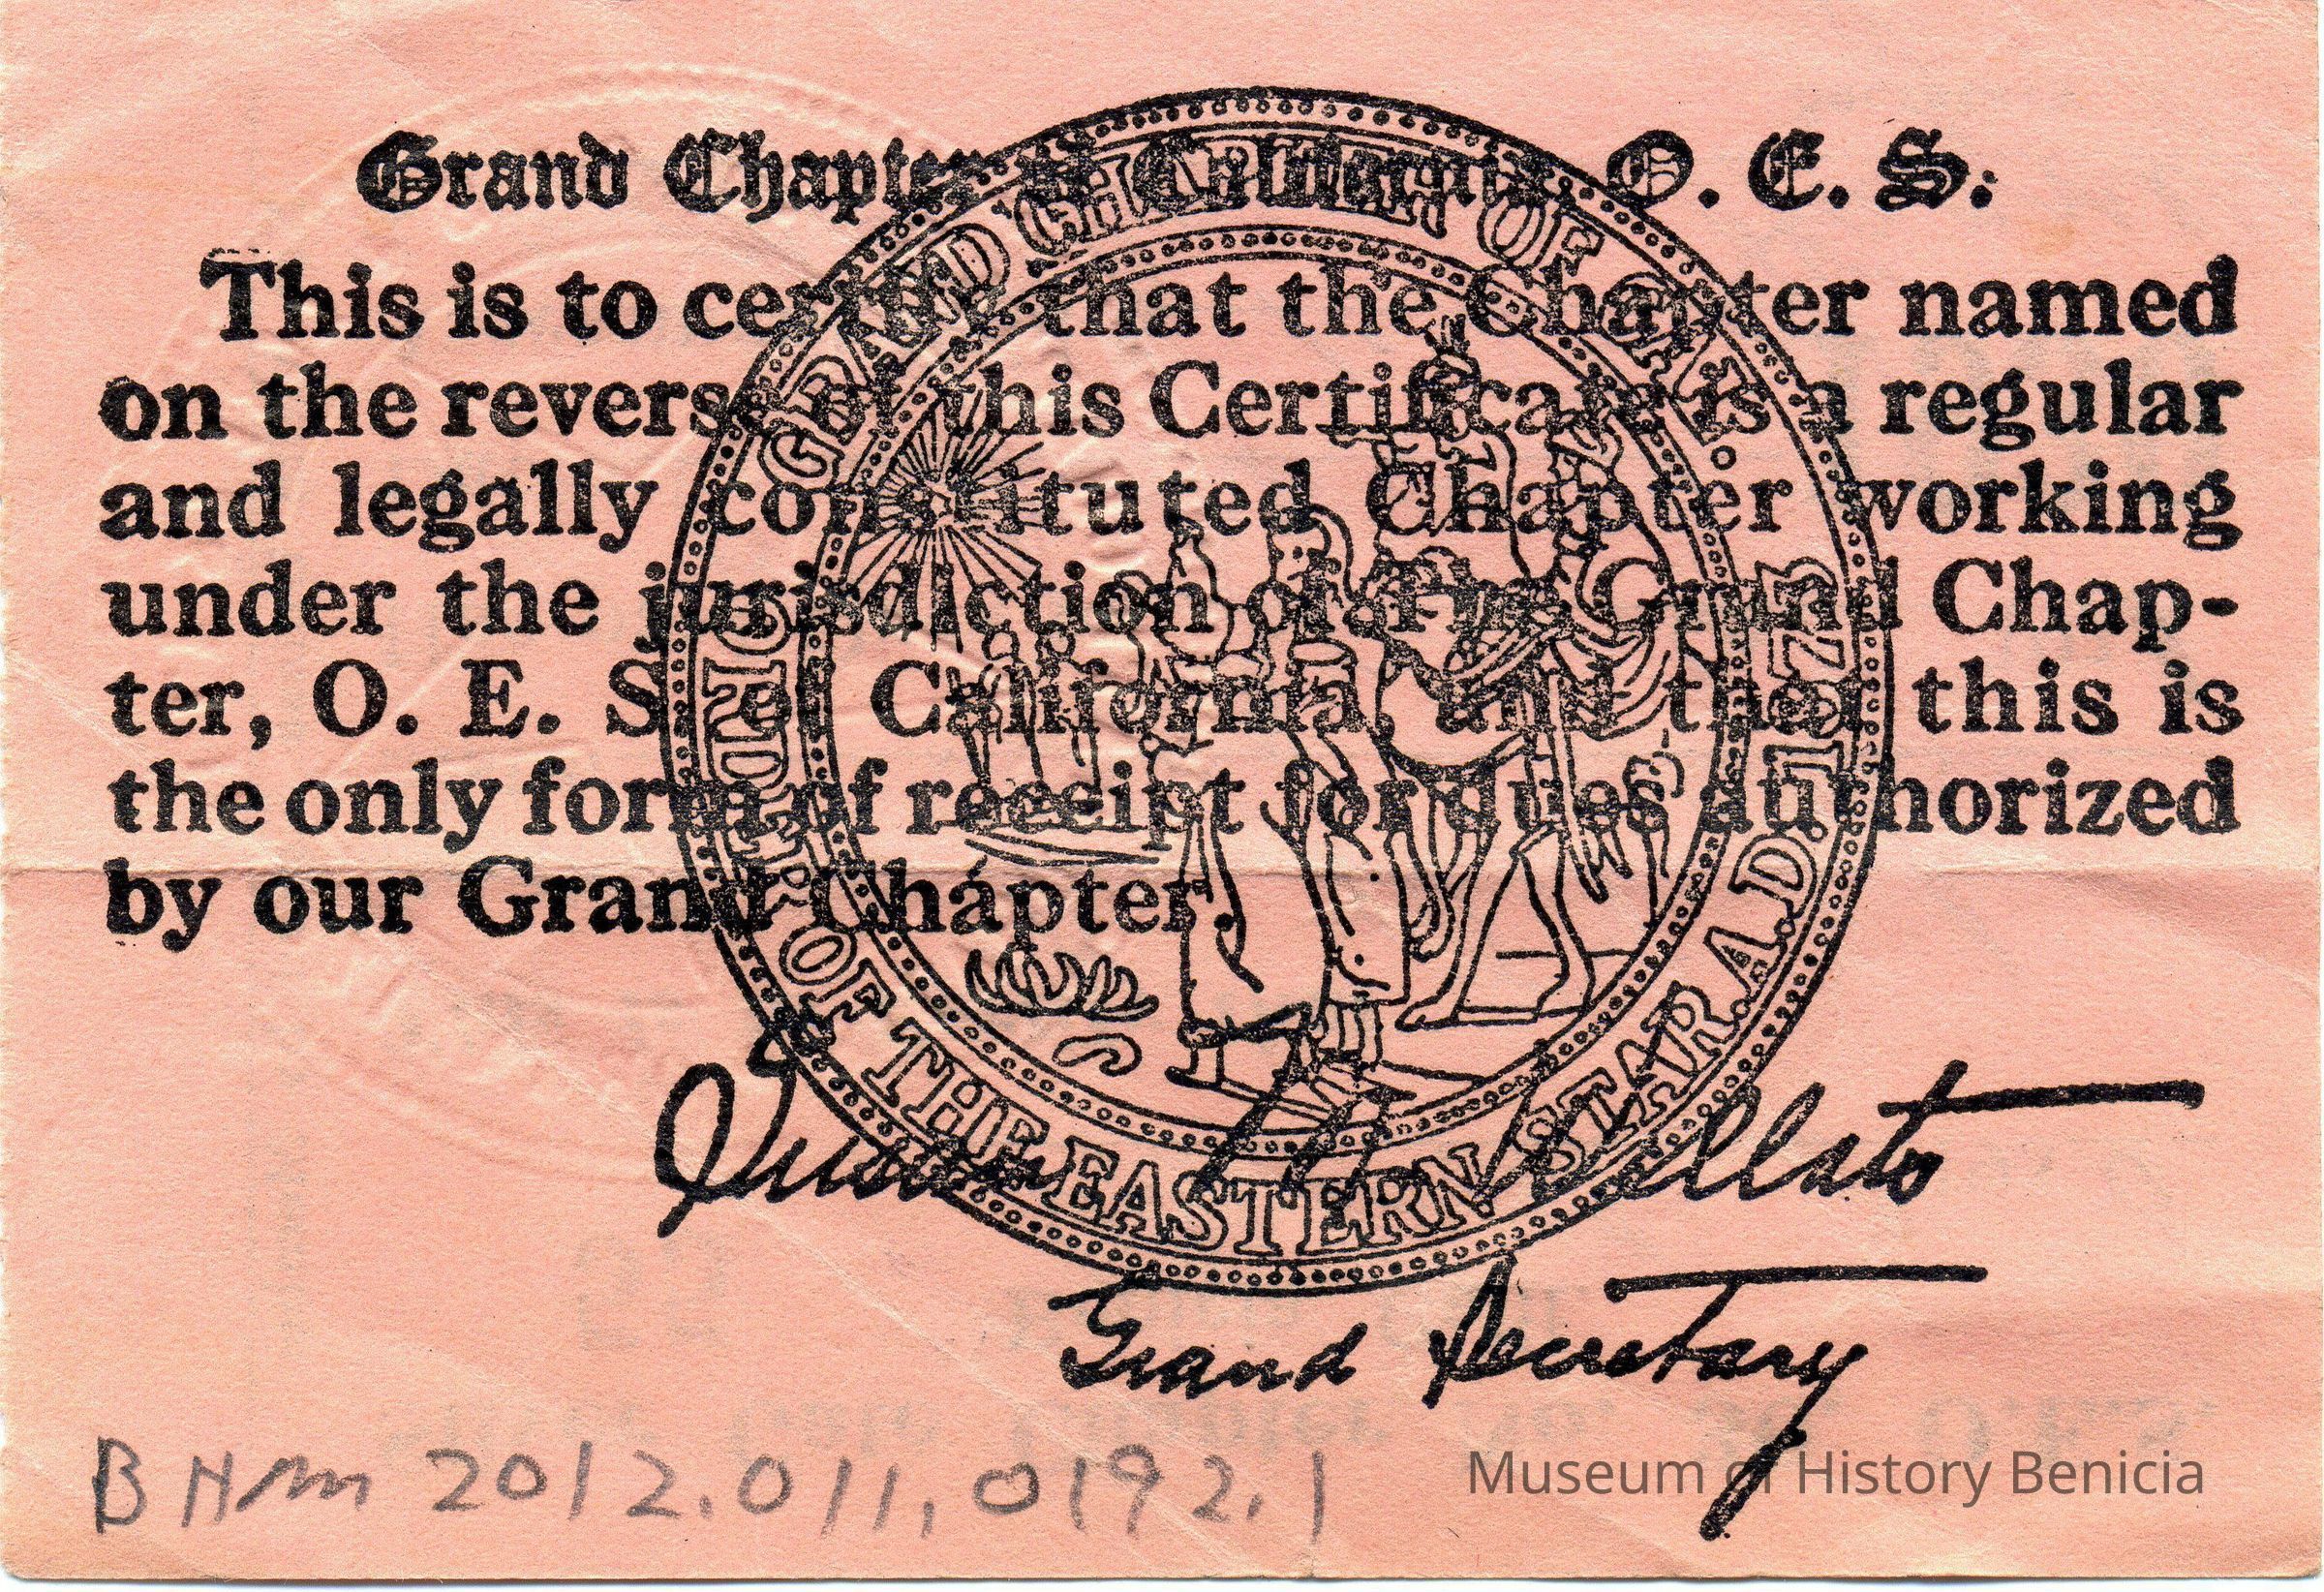 Grand Chapter of California, O. E. S.
This is to certify that the Chapter named
on the reverse of this Certificate is a regular
and legally constituted Chapter working
under the jurisdiction of The Grand Chap-
ter, O. E. S. of California, and that this is
the only form of receipt for dues authorized
by our Grand Chapter.
GRAND CHAPTER OF CAL.
ORDER OF THE EASTERN STAR. A.D. 1873
Grand Secretary
BHM 2012.011.0192.1
Museum of History Benicia